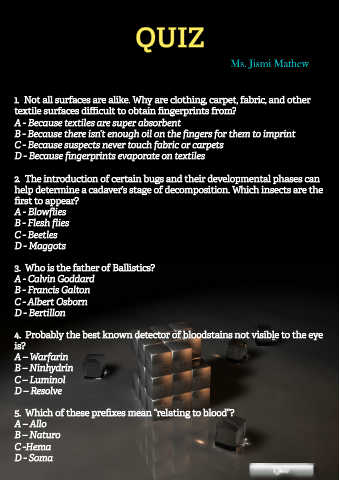 QUIZ
Ms. Jismi Mathew
1. Not all surfaces are alike. Why are clothing, carpet, fabric, and other
textile surfaces difficult to obtain fingerprints from?
A - Because textiles are super absorbent
B - Because there isn't enough oil on the fingers for them to imprint
C - Because suspects never touch fabric or carpets
D - Because fingerprints evaporate on textiles
2. The introduction of certain bugs and their developmental phases can
help determine a cadaver's stage of decomposition. Which insects are the
first to appear?
A - Blowflies
B - Flesh flies
C - Beetles
D - Maggots
3. Who is the father of Ballistics?
A - Calvin Goddard
B - Francis Galton
C - Albert Osborn
D - Bertillon
4. Probably the best known detector of bloodstains not visible to the eye
is?
A – Warfarin
B – Ninhydrin
C – Luminol
D – Resolve
5. Which of these prefixes mean "relating to blood"?
A – Allo
B – Naturo
C -Hema
D - Soma